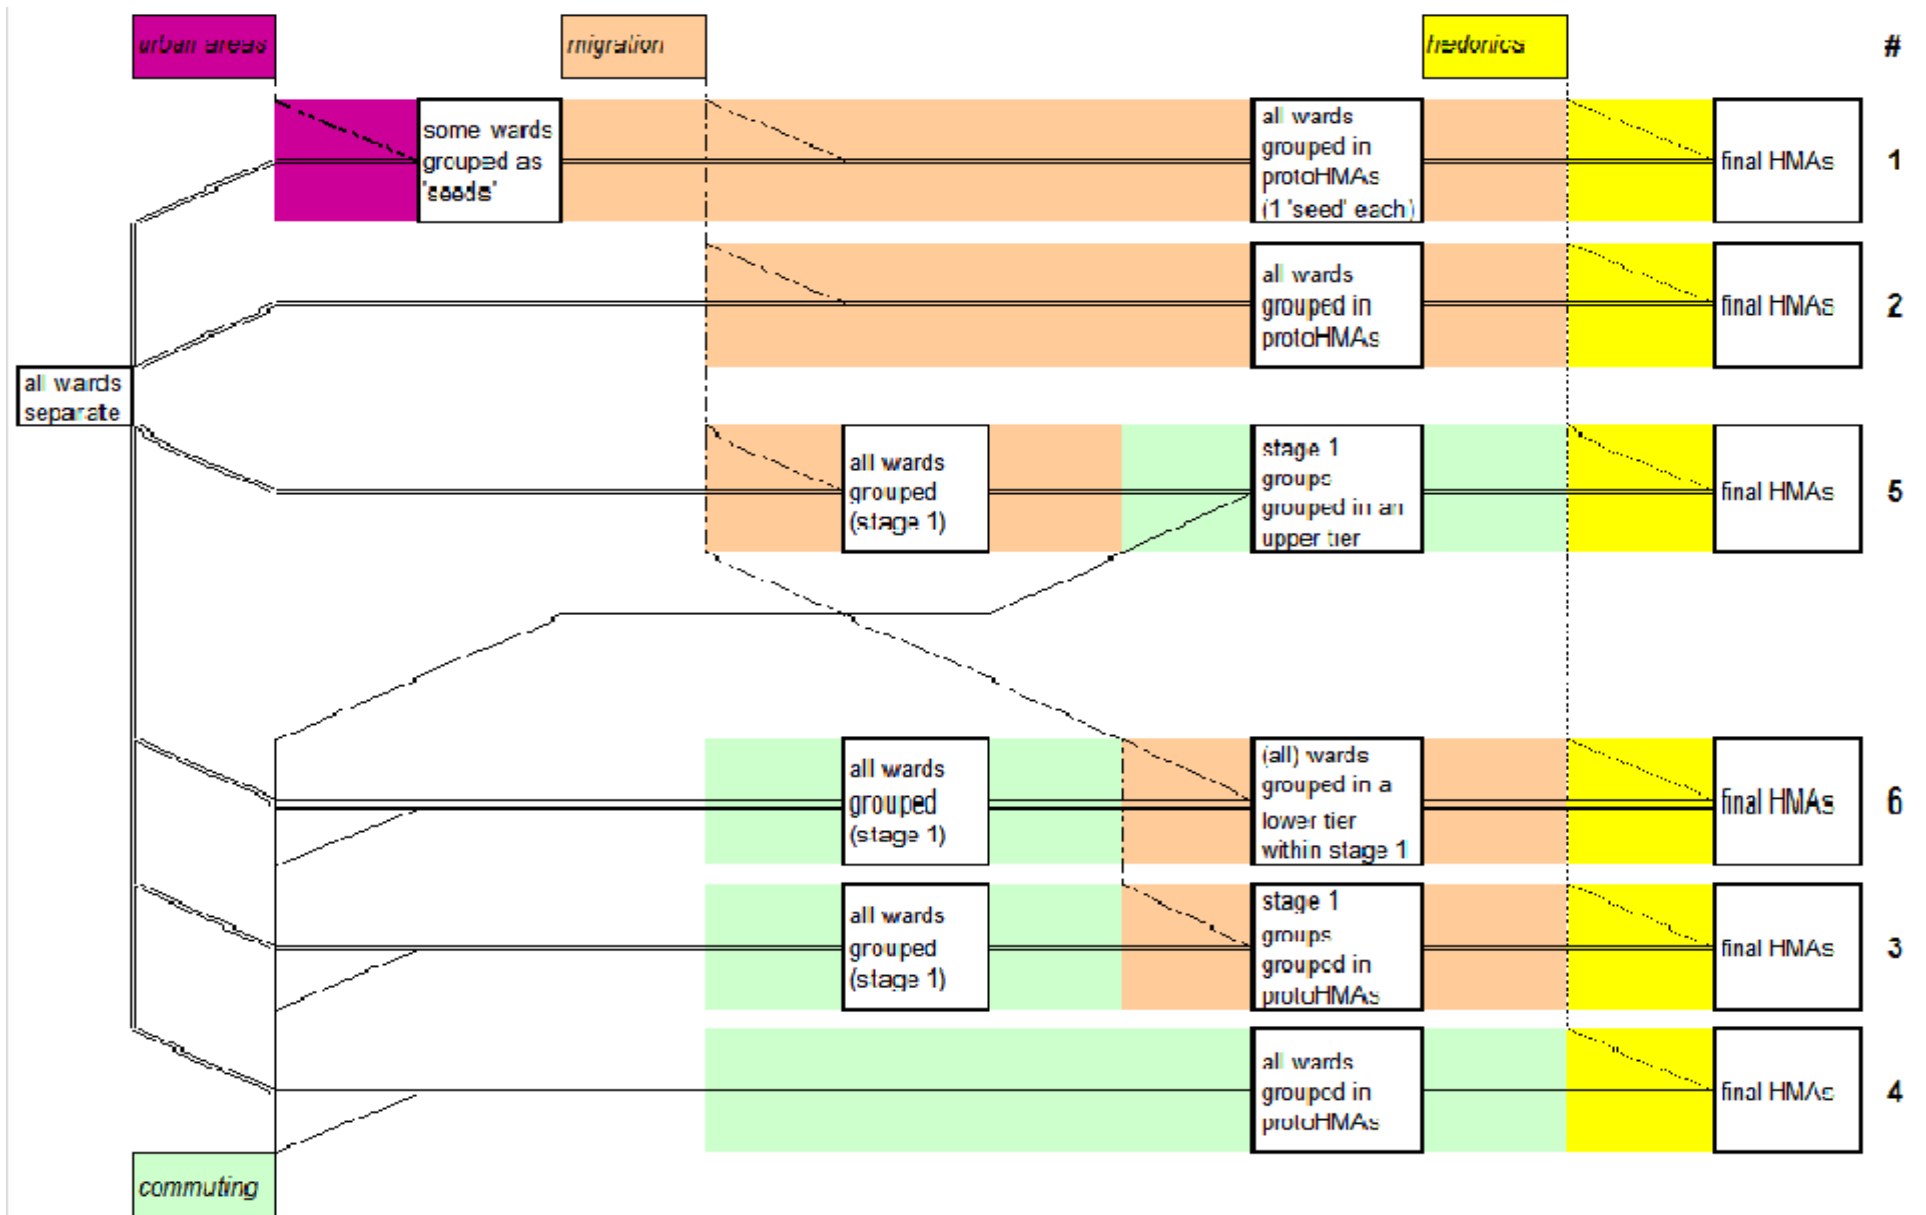 urban areas
migration
hedonics
#
some wards
grouped as
'seeds'
all wards
grouped in
protoHMAs
(1 'seed' each)
final HMAs
1
all wards
grouped in
protoHMAs
final HMAs
2
all wards
separate
all wards
grouped
(stage 1)
stage 1
groups
grouped in an
upper tier
final HMAs
5
all wards
grouped
(stage 1)
(all) wards
grouped in a
lower tier
within stage 1
final HMAs
6
all wards
grouped
(stage 1)
stage 1
groups
grouped in
protoHMAs
final HMAs
3
all wards
grouped in
protoHMAs
final HMAs
4
commuting